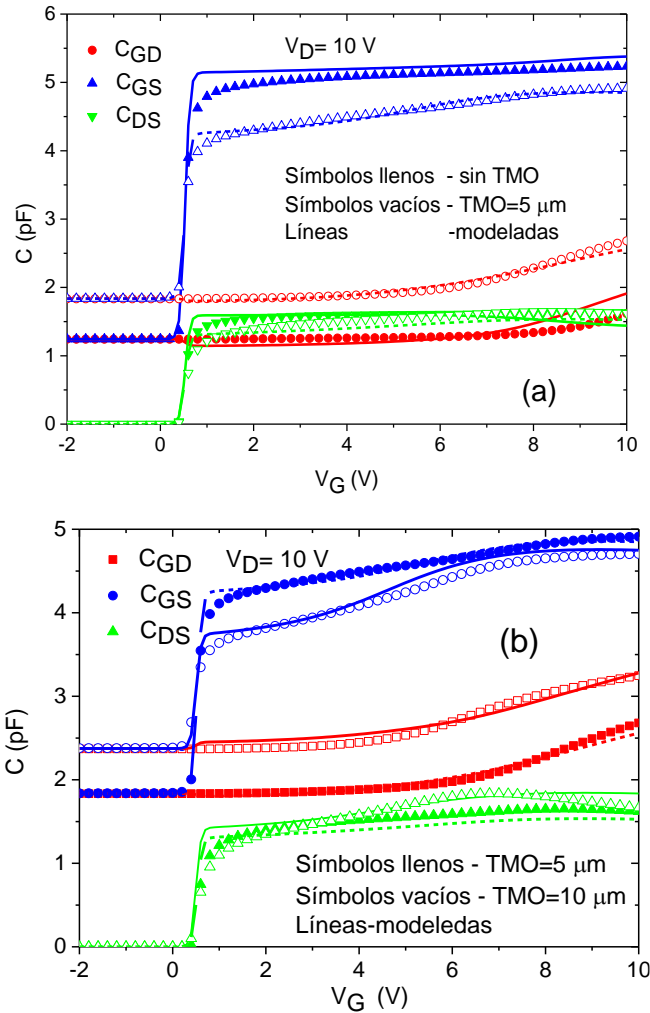 6
5
4
3
2
1
0
C (pF)
C_GD
C_GS
C_DS
V_D= 10 V
Símbolos llenos - sin TMO
Símbolos vacíos - TMO=5 μm
Líneas -modeladas
(a)
-2 0 2 4 6 8 10
V_G (V)
5
4
3
2
1
0
C (pF)
C_GD
C_GS
C_DS
V_D= 10 V
(b)
Símbolos llenos - TMO=5 μm
Símbolos vacíos - TMO=10 μm
Líneas-modeledas
-2 0 2 4 6 8 10
V_G (V)